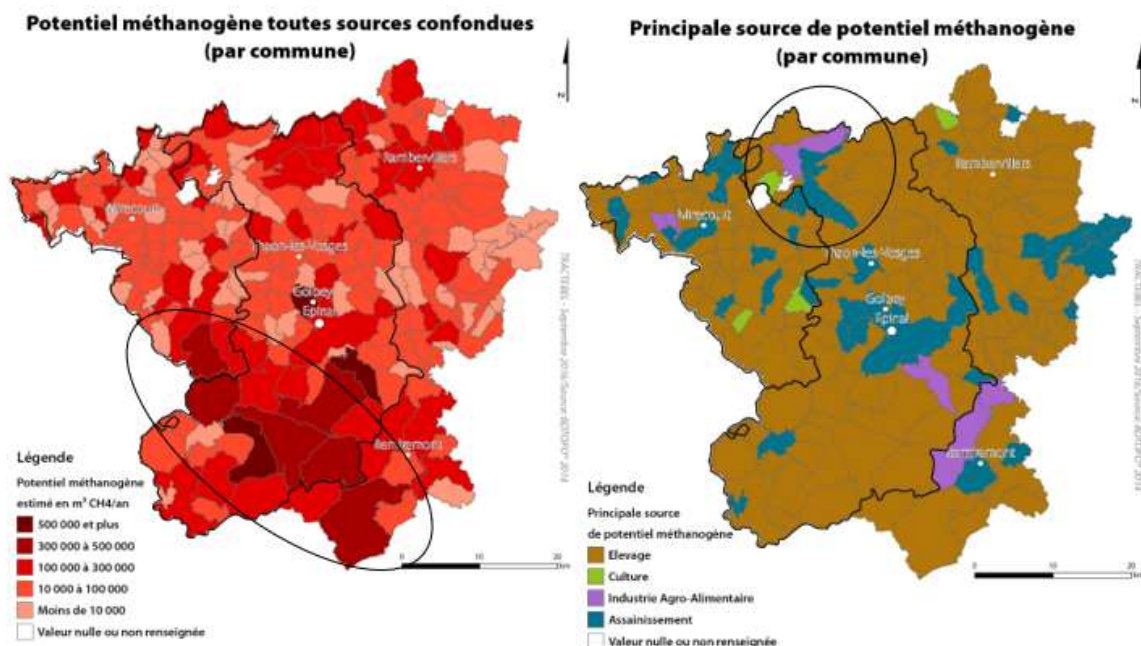 Potentiel méthanogène toutes sources confondues
(par commune)
N
Rambervillers
Mirecourt
Thaon-les-Vosges
Golbey
Epinal
Remiremont
Légende
Potentiel méthanogène
estimé en m³ CH4/an
500 000 et plus
300 000 à 500 000
100 000 à 300 000
10 000 à 100 000
Moins de 10 000
Valeur nulle ou non renseignée
0 10 20
km
Principale source de potentiel méthanogène
(par commune)
N
Rambervillers
Mirecourt
Thaon-les-Vosges
Golbey
Epinal
Remiremont
Légende
Principale source
de potentiel méthanogène
Elevage
Culture
Industrie Agro-Alimentaire
Assainissement
Valeur nulle ou non renseignée
0 10 20
km